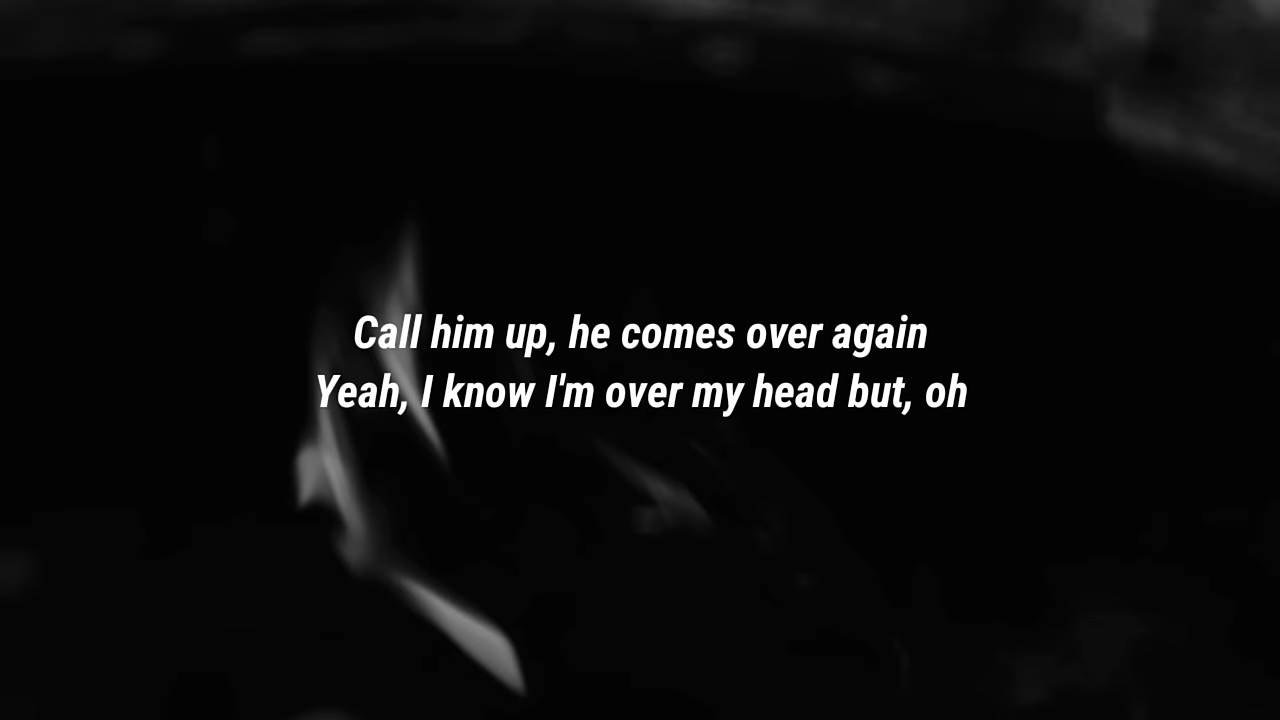 Call him up, he comes over again
Yeah, I know I'm over my head but, oh